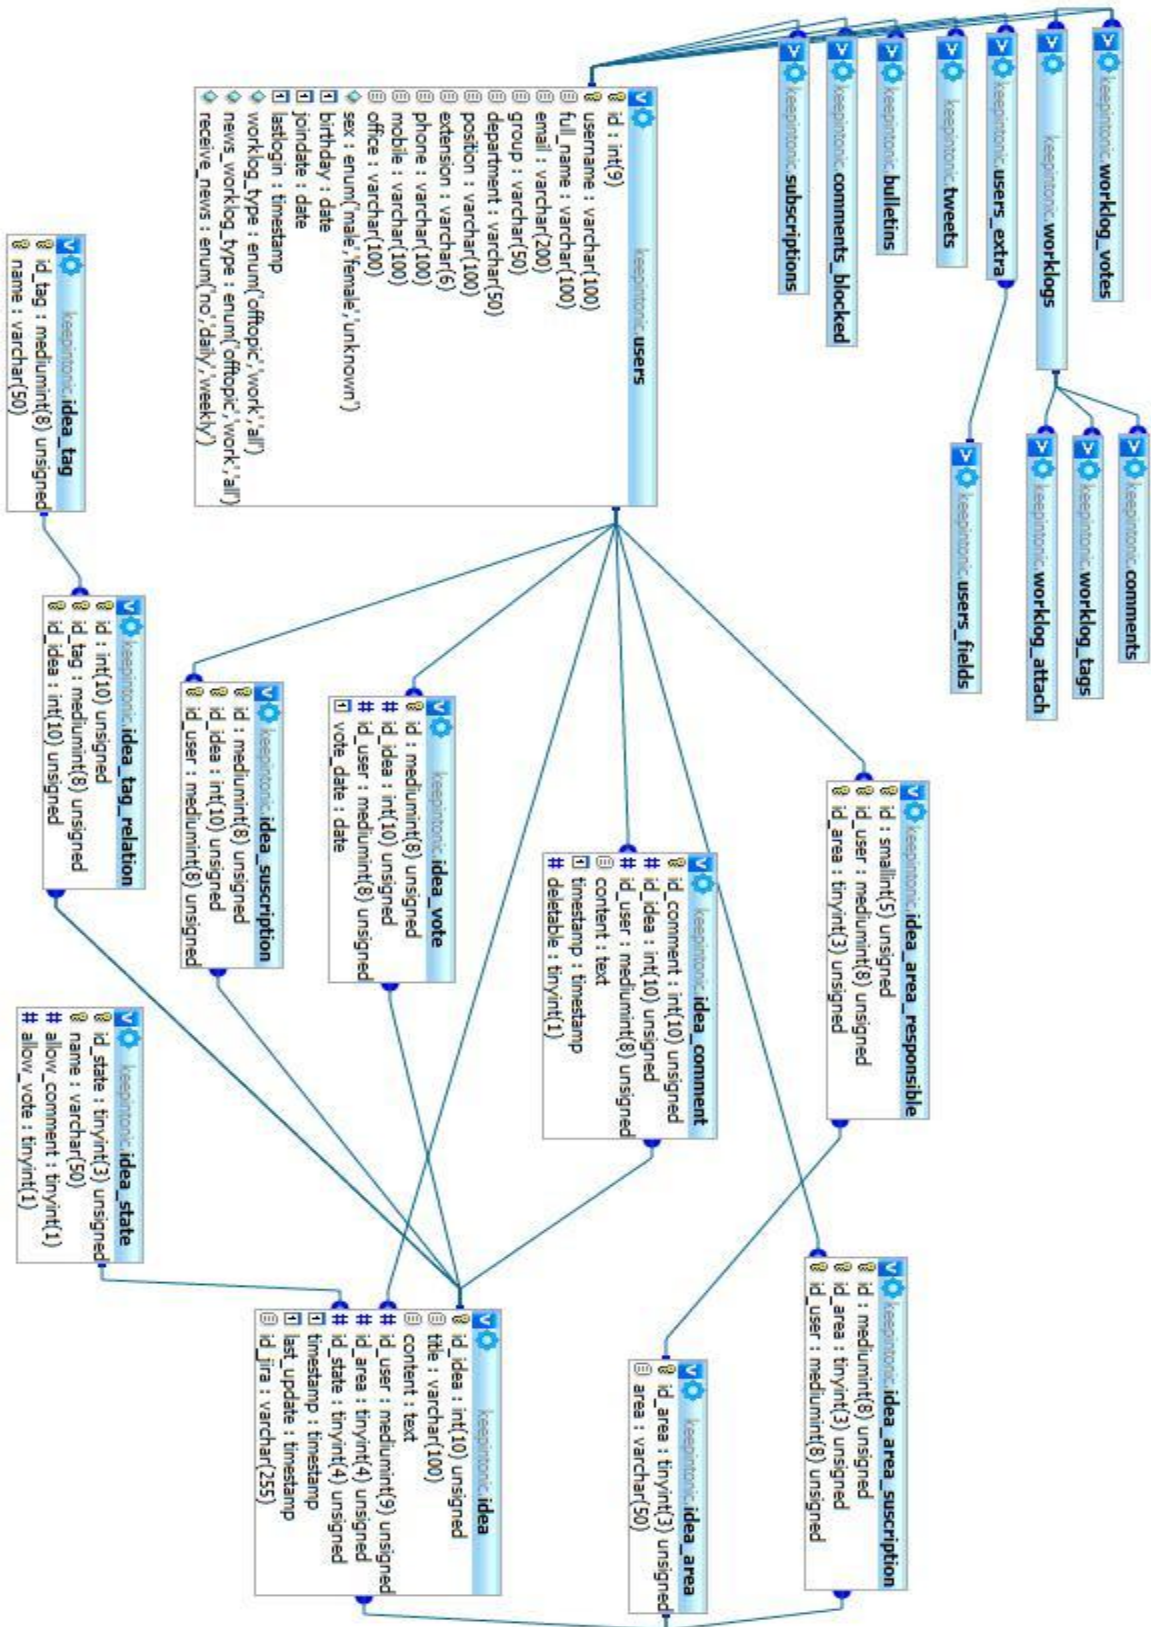 keepintonic.worklog_votes
keepintonic.worklogs
keepintonic.users_extra
keepintonic.tweets
keepintonic.bulletins
keepintonic.comments_blocked
keepintonic.subscriptions
keepintonic.comments
keepintonic.worklog_tags
keepintonic.worklog_attach
keepintonic.users_fields
keepintonic.users
id : int(9)
username : varchar(100)
full_name : varchar(100)
email : varchar(200)
group : varchar(50)
department : varchar(50)
position : varchar(100)
extension : varchar(6)
phone : varchar(100)
mobile : varchar(100)
office : varchar(100)
sex : enum('male','female','unknown')
birthday : date
joindate : date
lastlogin : timestamp
worklog_type : enum('offtopic','work','all')
news_worklog_type : enum('offtopic','work','all')
receive_news : enum('no','daily','weekly')
keepintonic.idea_tag
id_tag : mediumint(8) unsigned
name : varchar(50)
keepintonic.idea_area_responsible
id : smallint(5) unsigned
id_user : mediumint(8) unsigned
id_area : tinyint(3) unsigned
keepintonic.idea_comment
id_comment : int(10) unsigned
id_idea : int(10) unsigned
id_user : mediumint(8) unsigned
content : text
timestamp : timestamp
deletable : tinyint(1)
keepintonic.idea_vote
id : mediumint(8) unsigned
id_idea : int(10) unsigned
id_user : mediumint(8) unsigned
vote_date : date
keepintonic.idea_suscription
id : mediumint(8) unsigned
id_idea : int(10) unsigned
id_user : mediumint(8) unsigned
keepintonic.idea_tag_relation
id : int(10) unsigned
id_tag : mediumint(8) unsigned
id_idea : int(10) unsigned
keepintonic.idea_area_suscription
id : mediumint(8) unsigned
id_area : tinyint(3) unsigned
id_user : mediumint(8) unsigned
keepintonic.idea_area
id_area : tinyint(3) unsigned
area : varchar(50)
keepintonic.idea
id_idea : int(10) unsigned
title : varchar(100)
content : text
id_user : mediumint(9) unsigned
id_area : tinyint(4) unsigned
id_state : tinyint(4) unsigned
timestamp : timestamp
last_update : timestamp
id_jira : varchar(255)
keepintonic.idea_state
id_state : tinyint(3) unsigned
name : varchar(50)
allow_comment : tinyint(1)
allow_vote : tinyint(1)